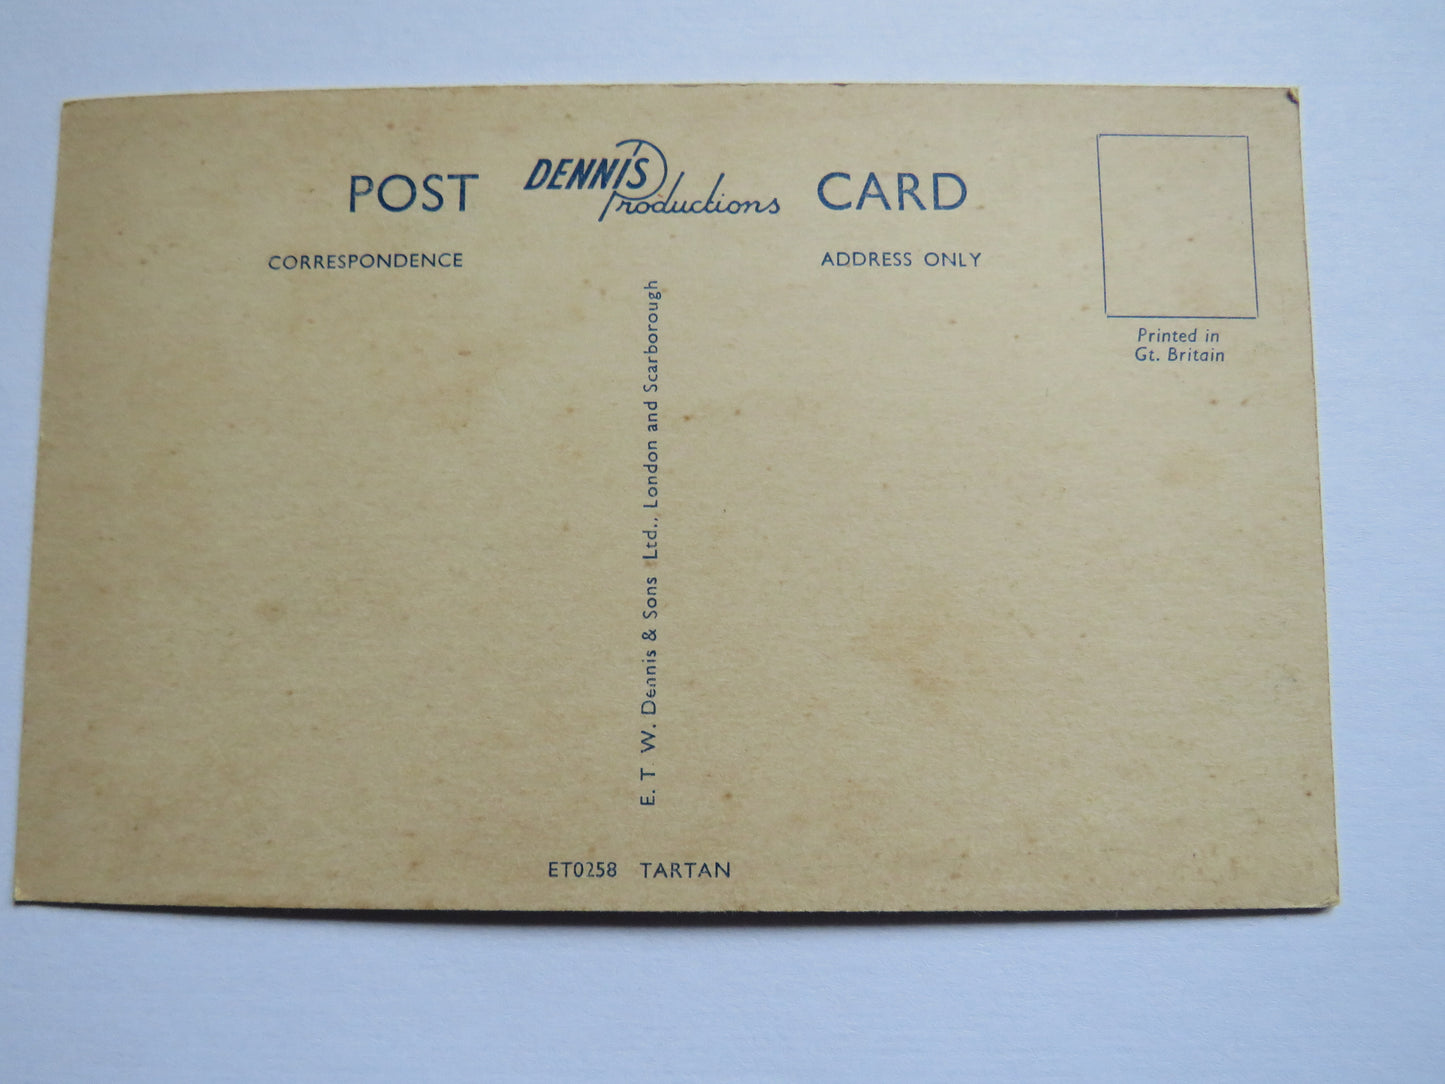 POST DENNIS Productions CARD
CORRESPONDENCE
ADDRESS ONLY
Printed in
Gt. Britain
E. T W. Dennis & Sons Ltd., London and Scarborough
ET0258 TARTAN